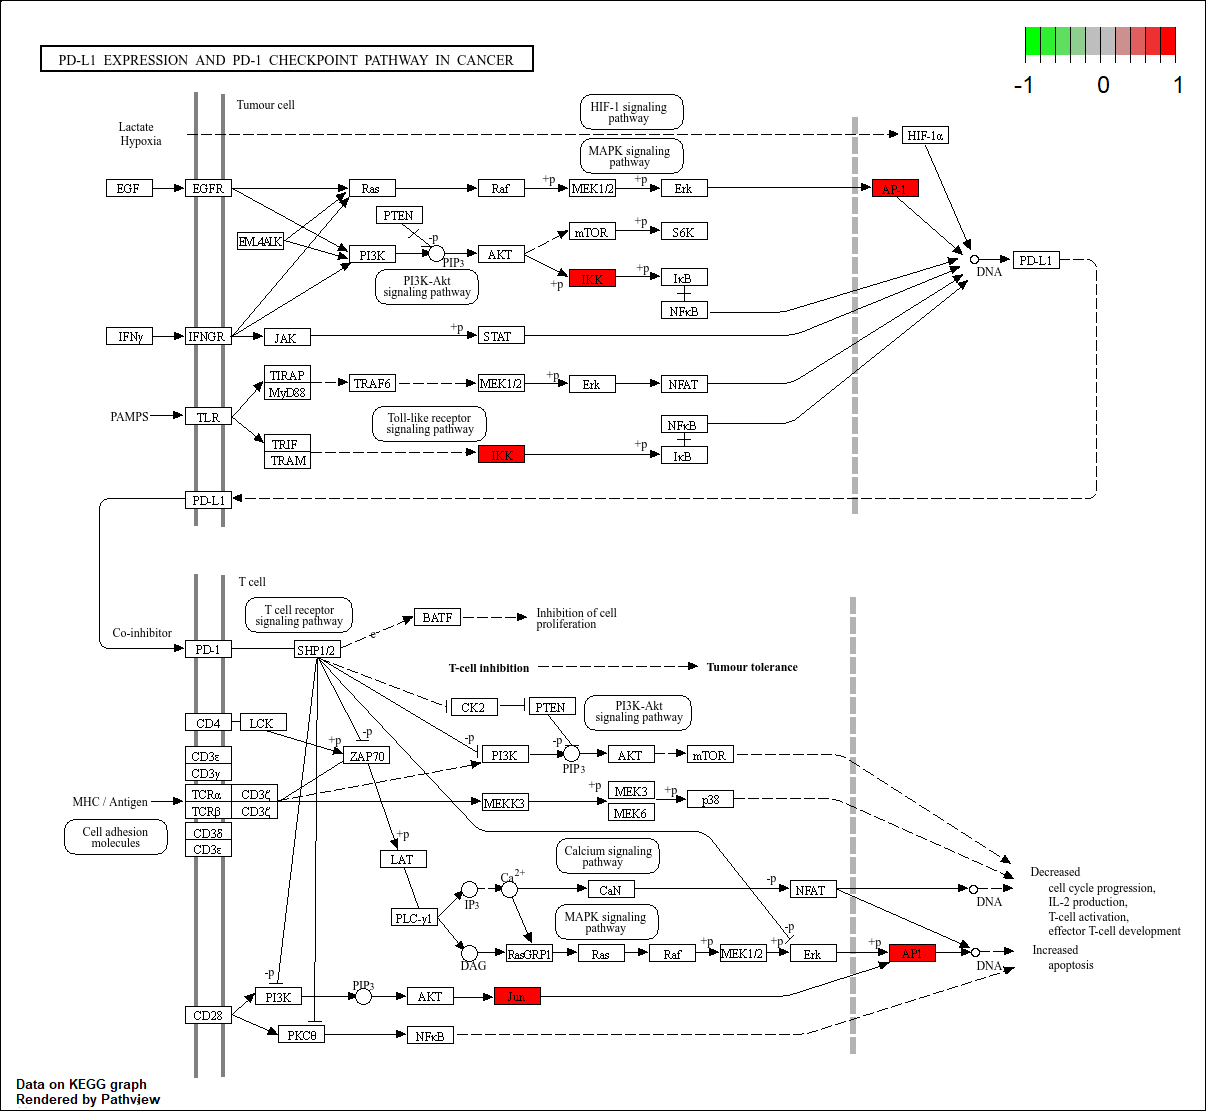 PD-L1 EXPRESSION AND PD-1 CHECKPOINT PATHWAY IN CANCER
-1 0 1
Tumour cell
HIF-1 signaling
pathway
Lactate
Hypoxia
HIF-1α
MAPK signaling
pathway
EGF
EGFR
Ras
Raf
+p
MEK1/2
+p
Erk
AP-1
PTEN
-p
EML4ALK
PI3K
PIP3
AKT
mTOR
+p
S6K
PI3K-Akt
signaling pathway
+p
IKK
+p
IκB
NFκB
DNA
PD-L1
IFNγ
IFNGR
JAK
+p
STAT
TIRAP
MyD88
TRAF6
MEK1/2
+p
Erk
NFAT
PAMPS
TLR
Toll-like receptor
signaling pathway
NFκB
TRIF
TRAM
IKK
+p
IκB
PD-L1
T cell
T cell receptor
signaling pathway
BATF
Inhibition of cell
proliferation
Co-inhibitor
PD-1
SHP1/2
e
T-cell inhibition
Tumour tolerance
CK2
PTEN
PI3K-Akt
signaling pathway
CD4
LCK
+p
-p
ZAP70
-p
PI3K
-p
PIP3
AKT
mTOR
CD3ε
CD3γ
MHC / Antigen
TCRα
CD3ζ
TCRβ
CD3ζ
MEKK3
+p
MEK3
MEK6
+p
p38
Cell adhesion
molecules
CD3δ
CD3ε
+p
LAT
Calcium signaling
pathway
PLC-γ1
IP3
Ca2+
CaN
-p
NFAT
DNA
Decreased
cell cycle progression,
IL-2 production,
T-cell activation,
effector T-cell development
MAPK signaling
pathway
DAG
RasGRP1
Ras
Raf
+p
MEK1/2
+p
-p
Erk
+p
AP1
DNA
Increased
apoptosis
-p
PI3K
PIP3
AKT
Jun
CD28
PKCθ
NFκB
Data on KEGG graph
Rendered by Pathview